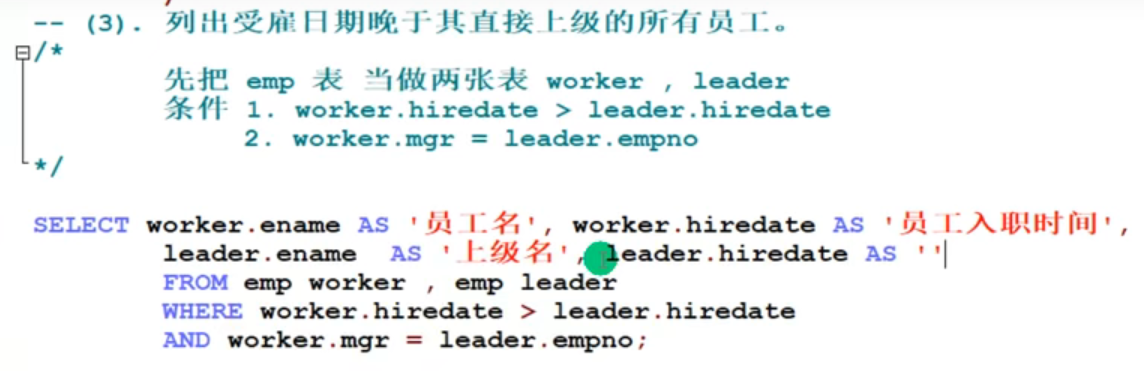 -- (3). 列出受雇日期晚于其直接上级的所有员工。
/*
先把 emp 表 当做两张表 worker , leader
条件 1. worker.hiredate > leader.hiredate
2. worker.mgr = leader.empno
*/
SELECT worker.ename AS '员工名', worker.hiredate AS '员工入职时间',
leader.ename AS '上级名', leader.hiredate AS ''
FROM emp worker , emp leader
WHERE worker.hiredate > leader.hiredate
AND worker.mgr = leader.empno;